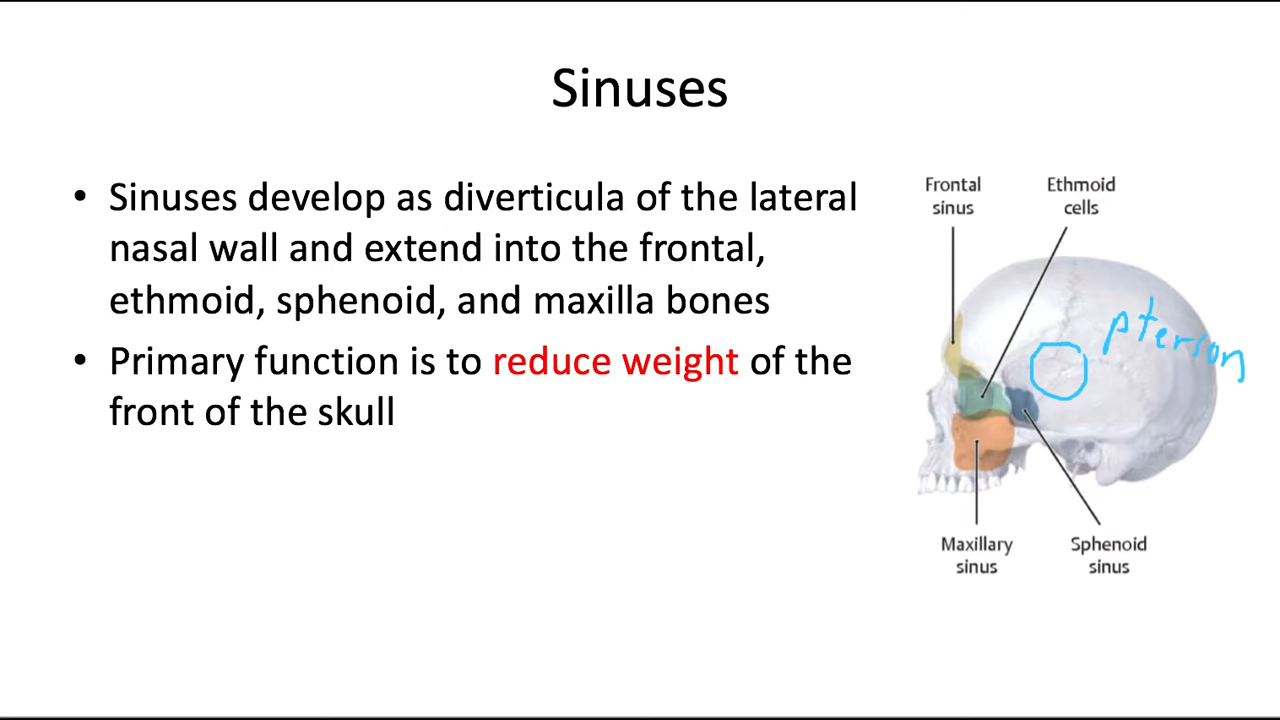 Sinuses
• Sinuses develop as diverticula of the lateral
nasal wall and extend into the frontal,
ethmoid, sphenoid, and maxilla bones
• Primary function is to reduce weight of the
front of the skull
Frontal
sinus
Ethmoid
cells
pterson
Maxillary
sinus
Sphenoid
sinus